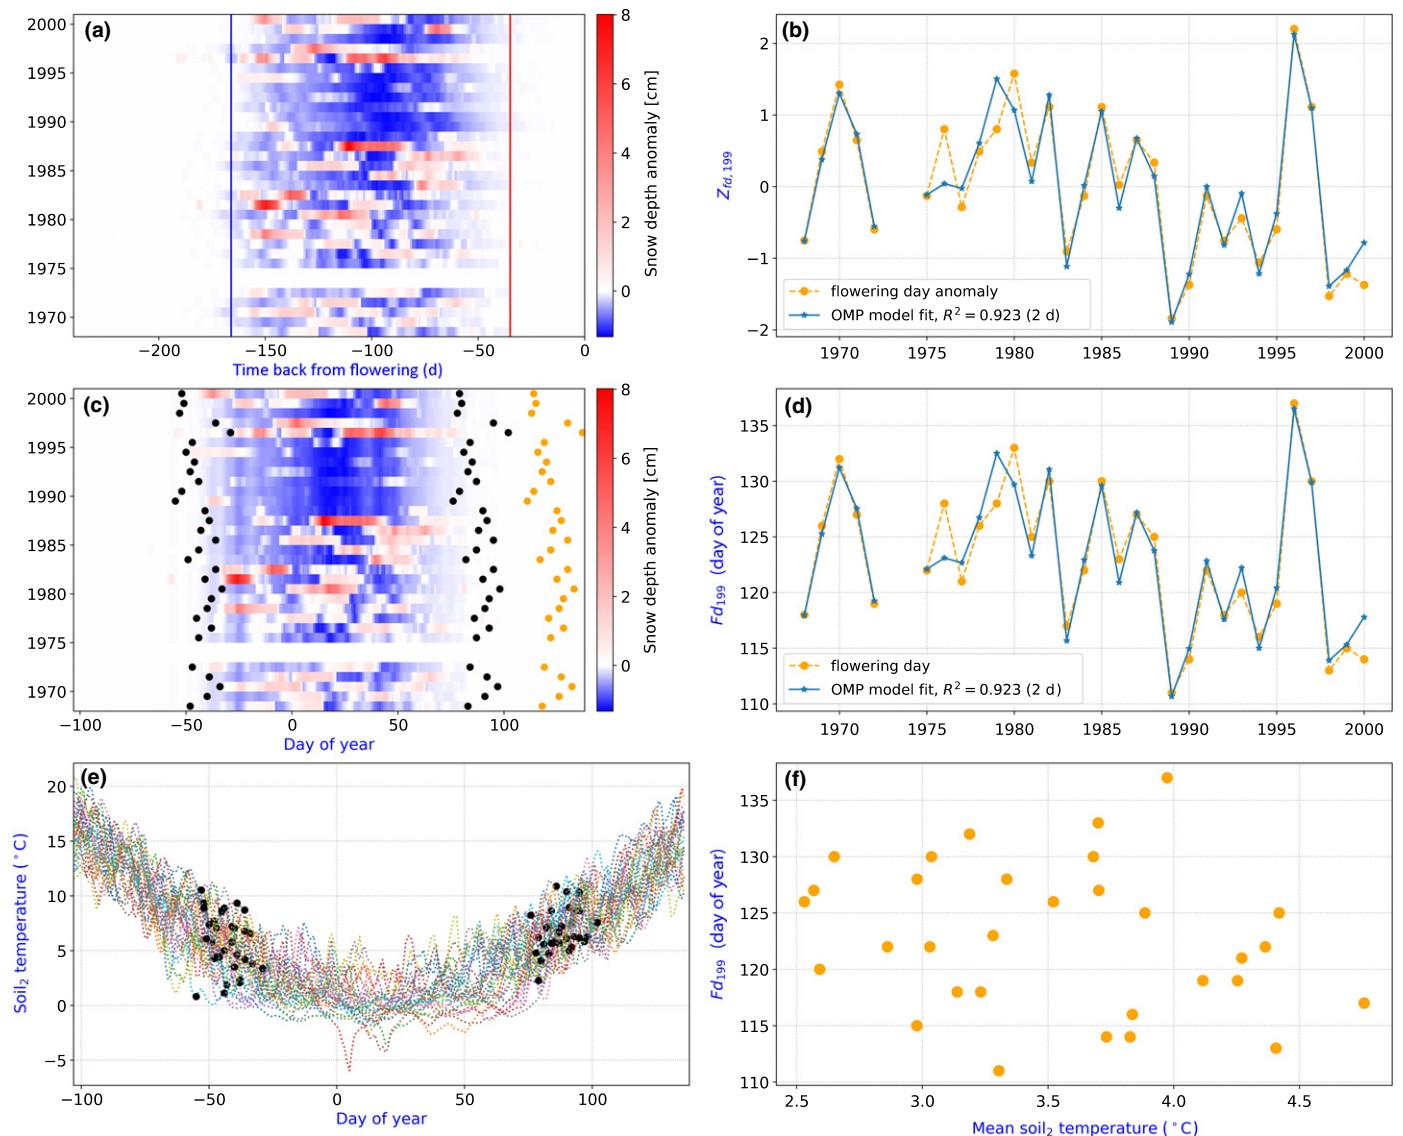 (a)
2000
1995
1990
1985
1980
1975
1970
−200 −150 −100 −50 0
Time back from flowering (d)
8
6
4
2
0
Snow depth anomaly [cm]
(b)
2
1
0
−1
−2
Zfd,199
flowering day anomaly
OMP model fit, R² = 0.923 (2 d)
1970 1975 1980 1985 1990 1995 2000
(c)
2000
1995
1990
1985
1980
1975
1970
−100 −50 0 50 100
Day of year
8
6
4
2
0
Snow depth anomaly [cm]
(d)
135
130
125
120
115
110
Fd199 (day of year)
flowering day
OMP model fit, R² = 0.923 (2 d)
1970 1975 1980 1985 1990 1995 2000
(e)
20
15
10
5
0
−5
Soil₂ temperature (°C)
−100 −50 0 50 100
Day of year
(f)
135
130
125
120
115
110
Fd199 (day of year)
2.5 3.0 3.5 4.0 4.5
Mean soil₂ temperature (°C)